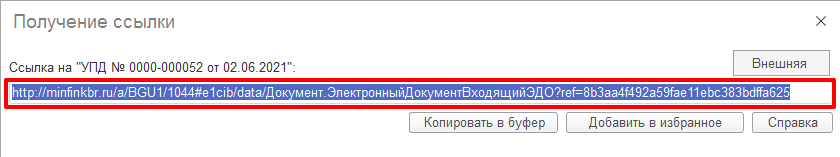 Получение ссылки
Ссылка на "УПД № 0000-000052 от 02.06.2021":
Внешняя
http://minfinkbr.ru/a/BGU1/1044#e1cib/data/Документ.ЭлектронныйДокументВходящийЭДО?ref=8b3aa4f492a59fae11ebc383bdffa625
Копировать в буфер Добавить в избранное Справка